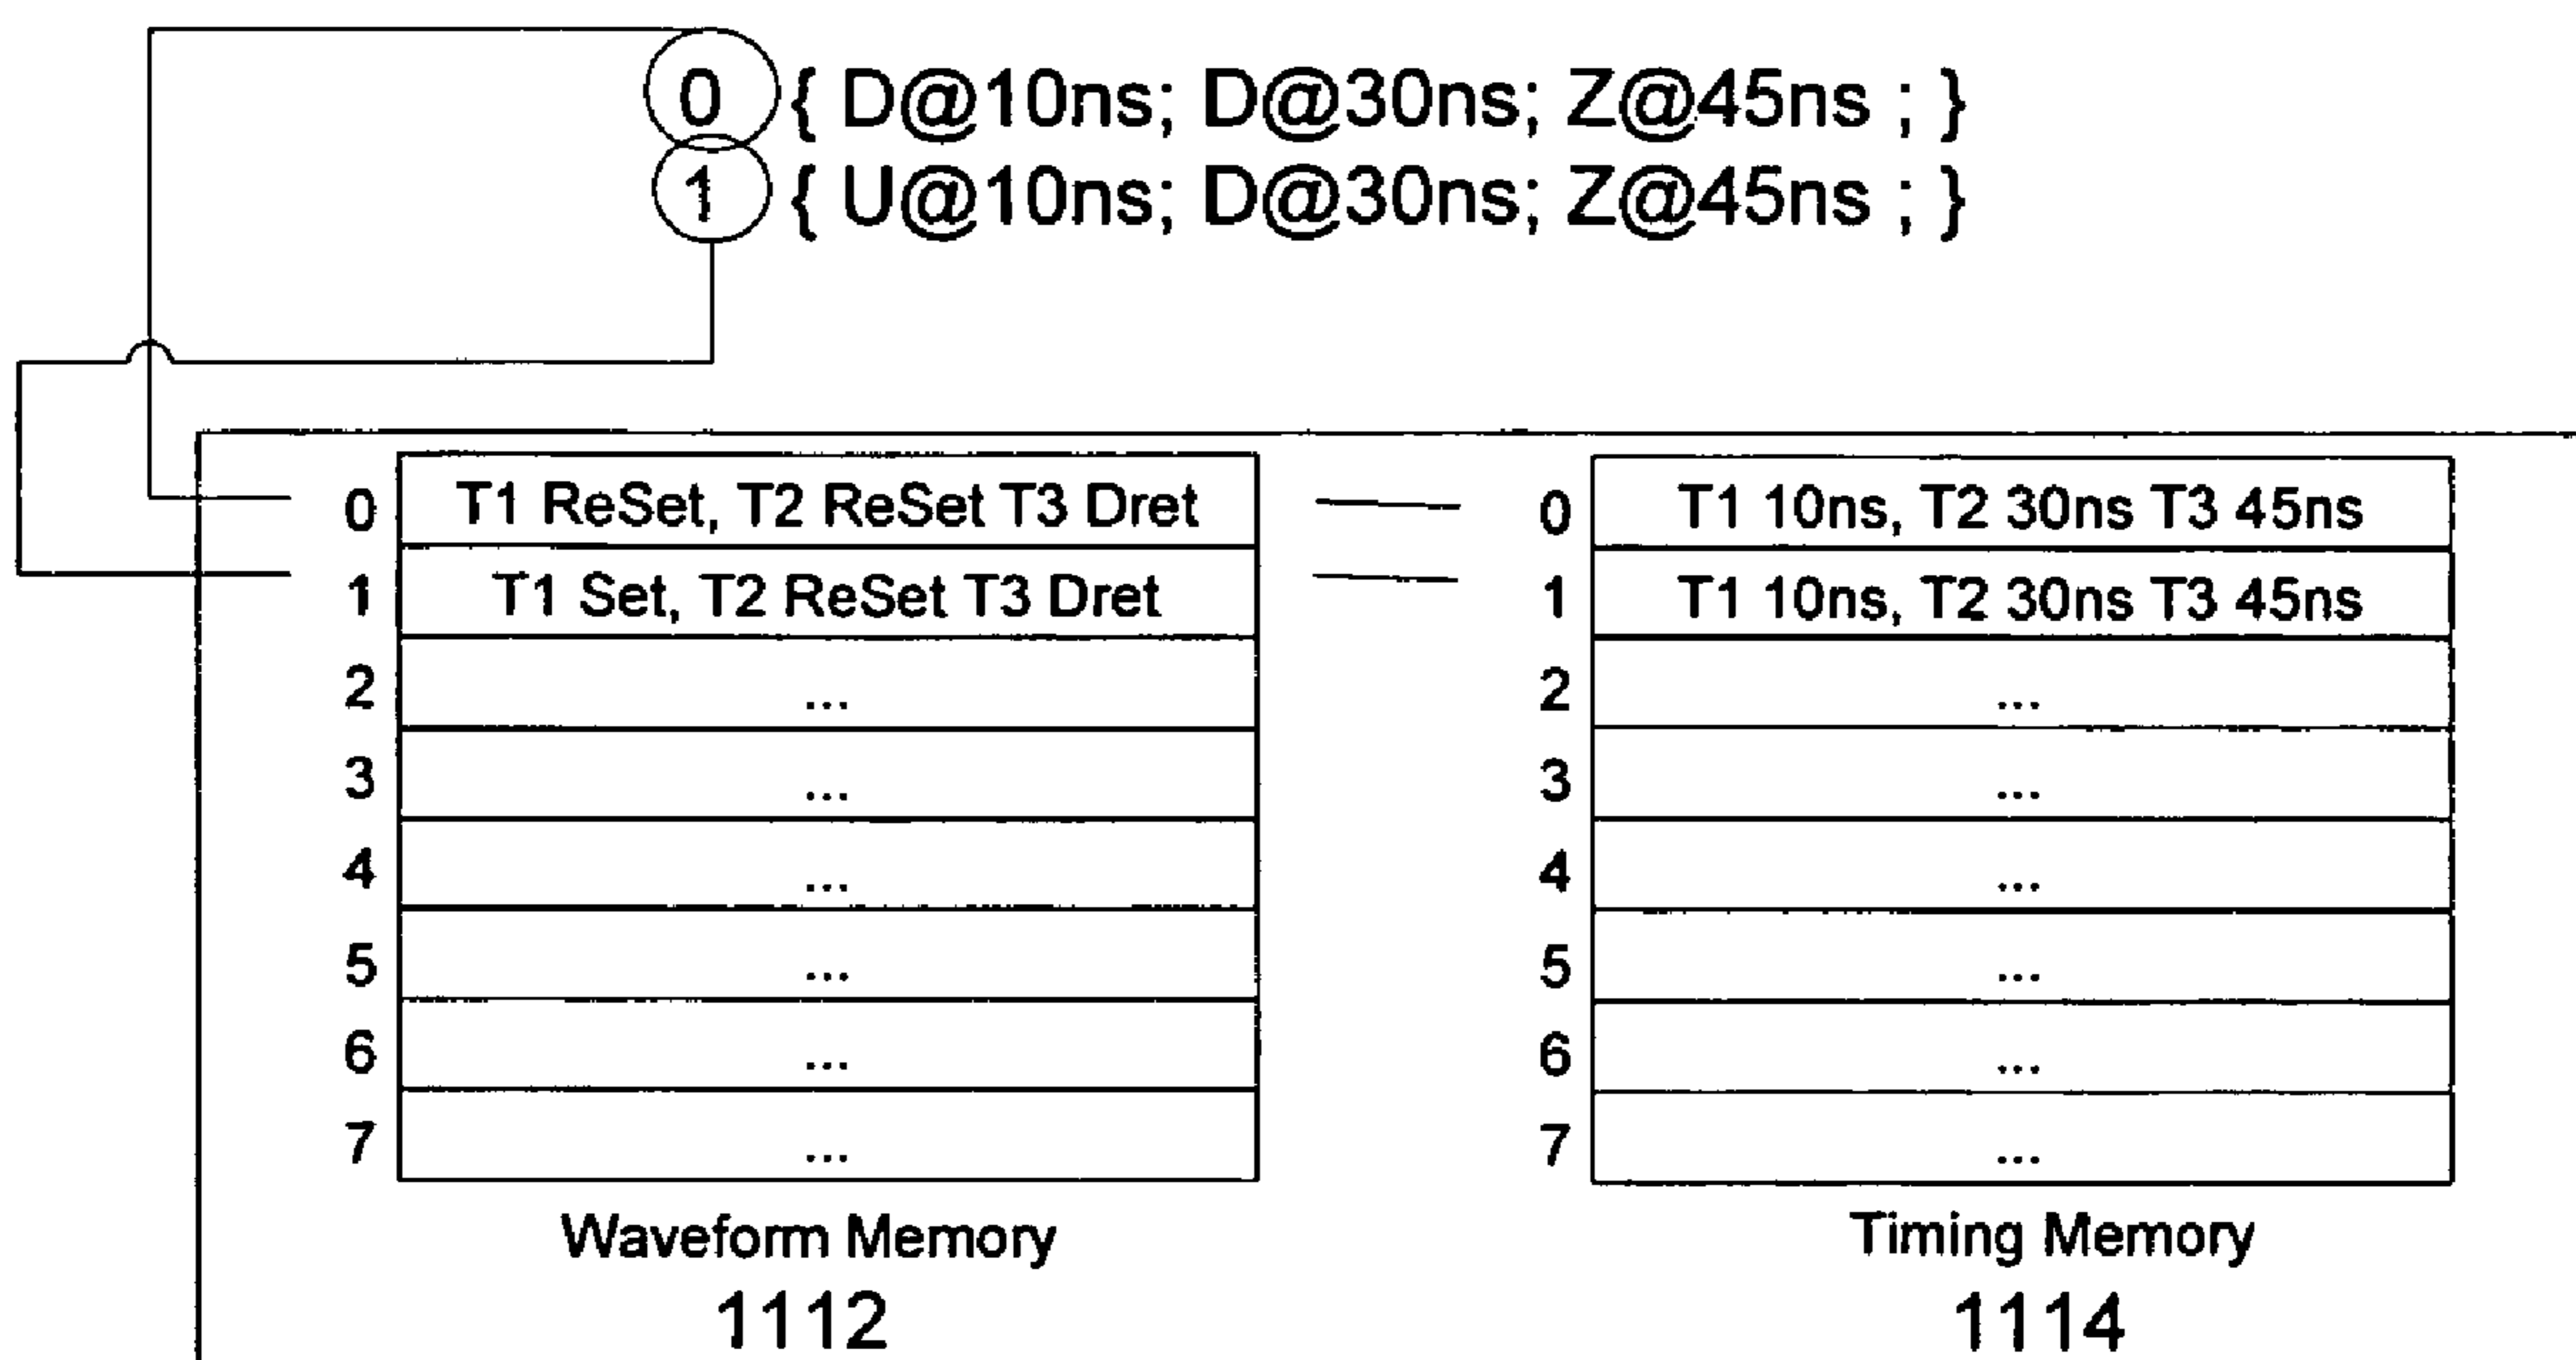 0 { D@10ns; D@30ns; Z@45ns ; }
1 { U@10ns; D@30ns; Z@45ns ; }
0 T1 ReSet, T2 ReSet T3 Dret 0 T1 10ns, T2 30ns T3 45ns
1 T1 Set, T2 ReSet T3 Dret 1 T1 10ns, T2 30ns T3 45ns
2 ... 2 ...
3 ... 3 ...
4 ... 4 ...
5 ... 5 ...
6 ... 6 ...
7 ... 7 ...
Waveform Memory Timing Memory
1112 1114